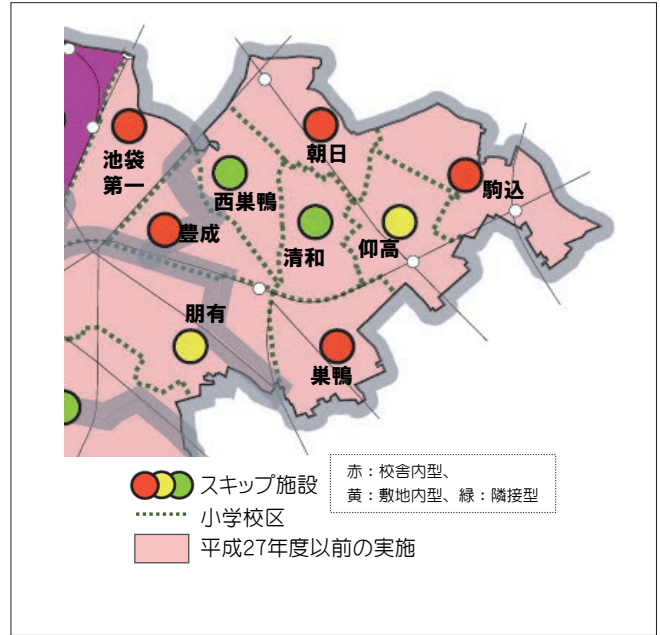 池袋
第一
朝日
西巣鴨
駒込
豊成
清和
仰高
朋有
巣鴨
スキップ施設
赤：校舎内型、
黄：敷地内型、緑：隣接型
小学校区
平成27年度以前の実施